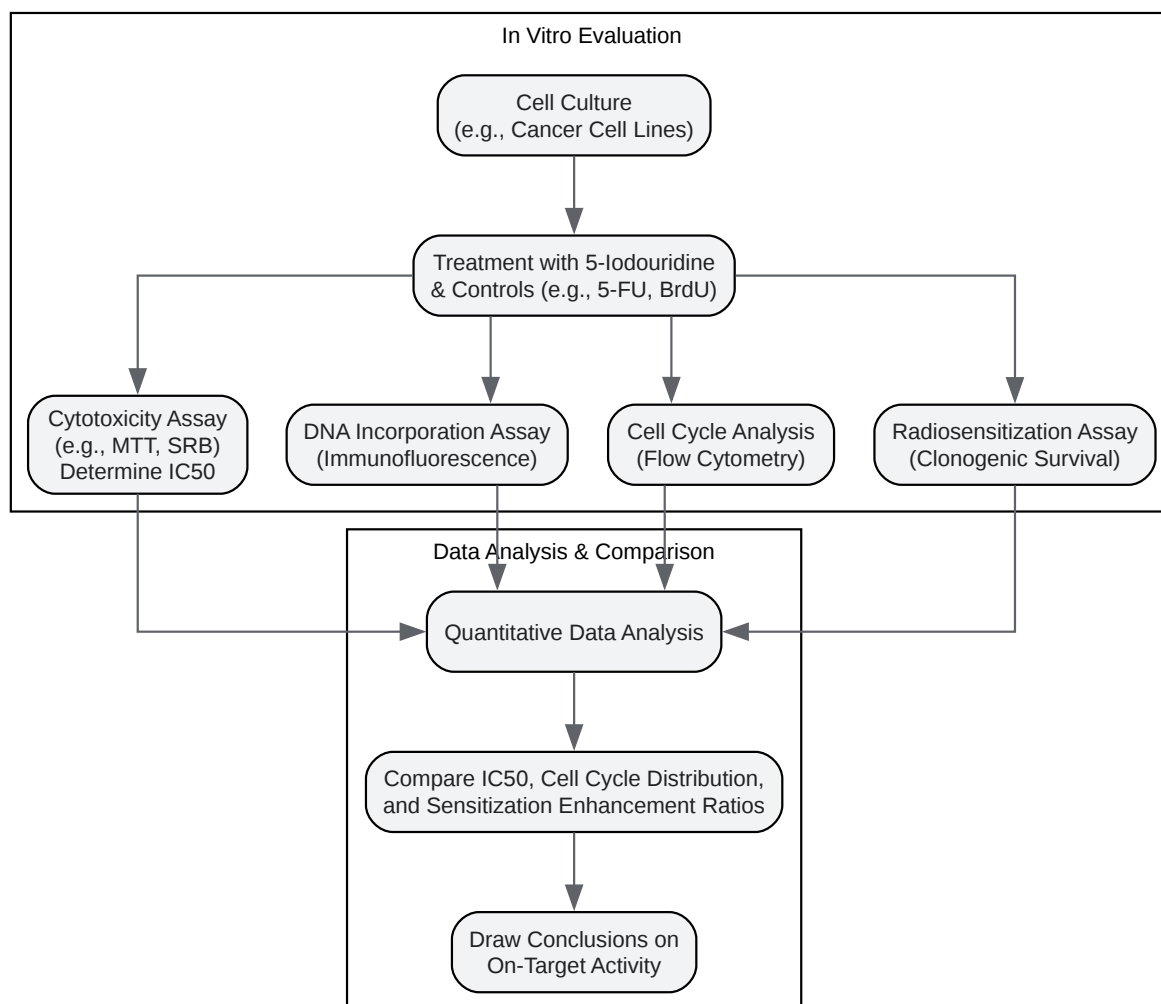 In Vitro Evaluation
Cell Culture
(e.g., Cancer Cell Lines)
Treatment with 5-Iodouridine
& Controls (e.g., 5-FU, BrdU)
Cytotoxicity Assay
(e.g., MTT, SRB)
Determine IC50
DNA Incorporation Assay
(Immunofluorescence)
Cell Cycle Analysis
(Flow Cytometry)
Radiosensitization Assay
(Clonogenic Survival)
Data Analysis & Comparison
Quantitative Data Analysis
Compare IC50, Cell Cycle Distribution,
and Sensitization Enhancement Ratios
Draw Conclusions on
On-Target Activity